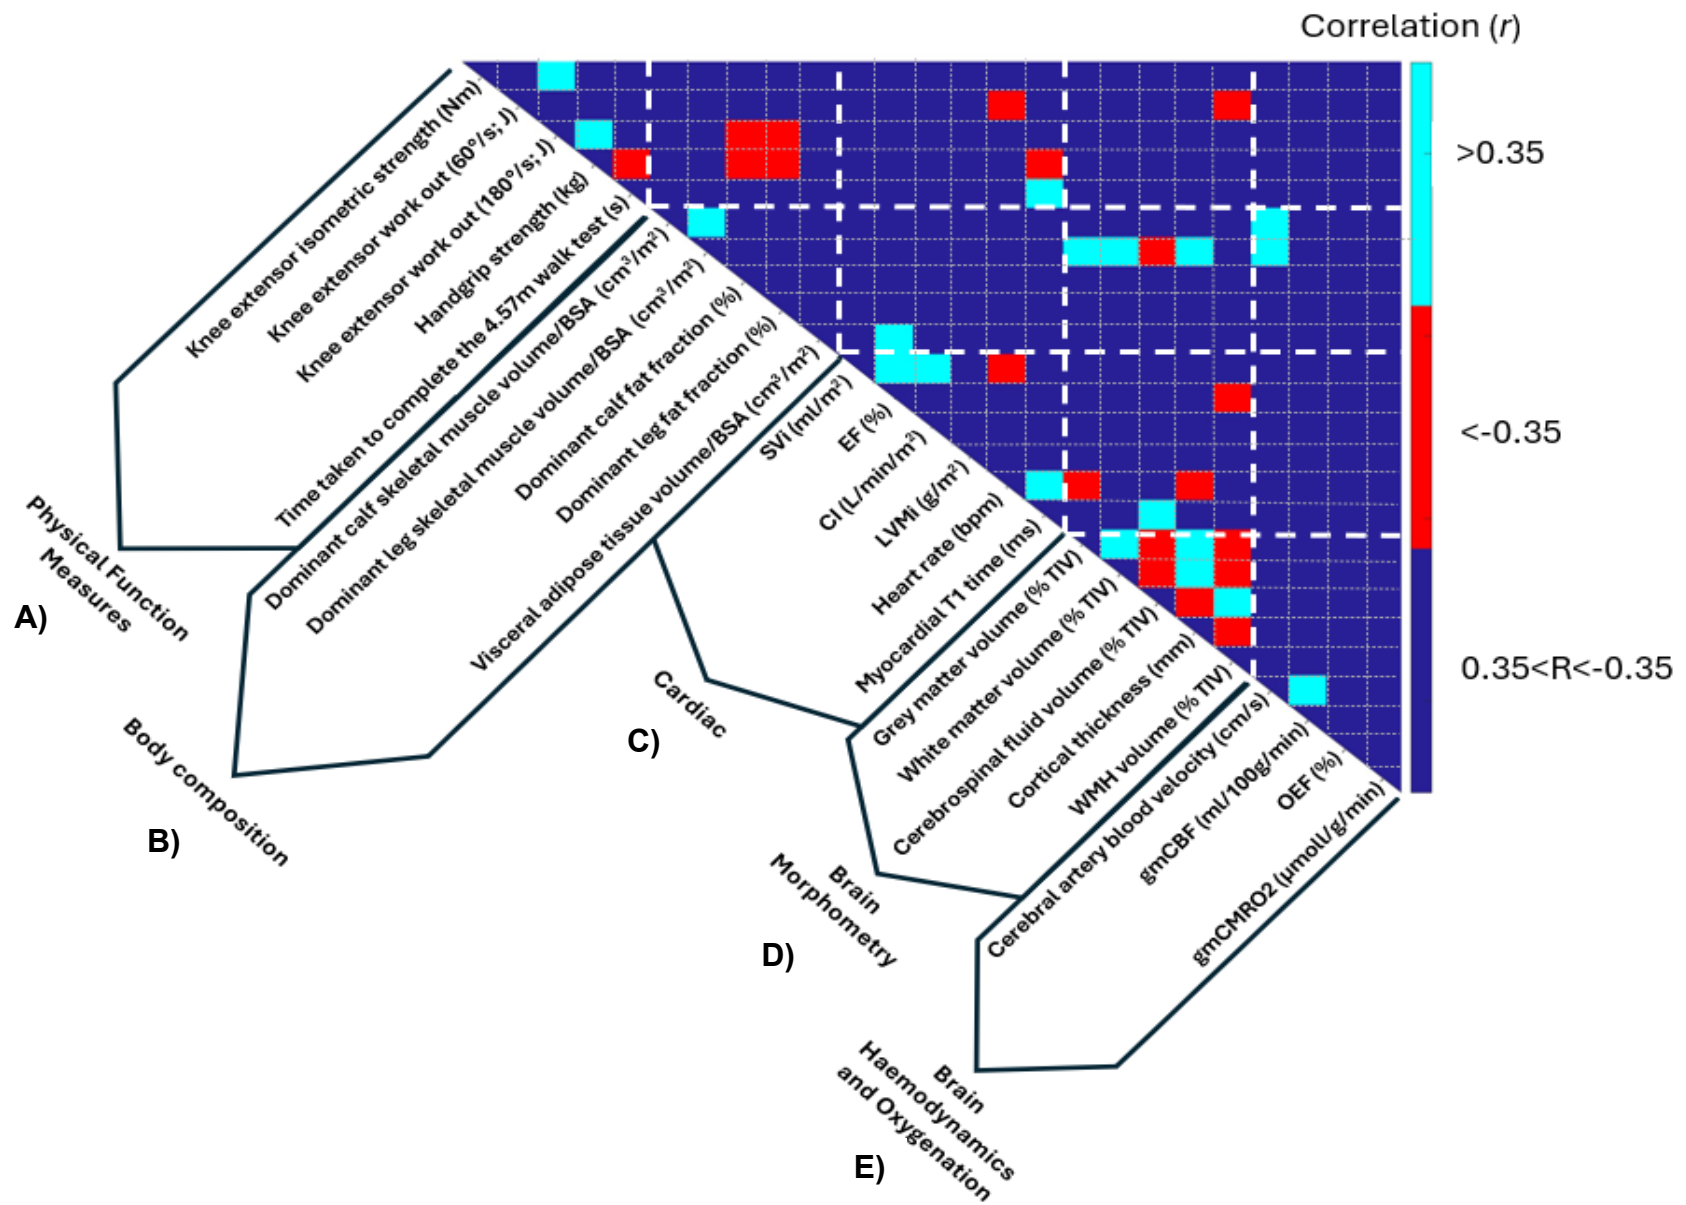 Correlation (r)
>0.35
<-0.35
0.35<R<-0.35
Knee extensor isometric strength (Nm)
Knee extensor work out (60°/s; J)
Knee extensor work out (180°/s; J)
Handgrip strength (kg)
Time taken to complete the 4.57m walk test (s)
Dominant calf skeletal muscle volume/BSA (cm³/m²)
Dominant leg skeletal muscle volume/BSA (cm³/m²)
Dominant calf fat fraction (%)
Dominant leg fat fraction (%)
Visceral adipose tissue volume/BSA (cm³/m²)
SVi (ml/m²)
EF (%)
CI (L/min/m²)
LVMi (g/m²)
Heart rate (bpm)
Myocardial T1 time (ms)
Grey matter volume (% TIV)
White matter volume (% TIV)
Cerebrospinal fluid volume (% TIV)
Cortical thickness (mm)
WMH volume (% TIV)
Cerebral artery blood velocity (cm/s)
gmCBF (ml/100g/min)
OEF (%)
gmCMRO2 (µmoll/g/min)
A)
Physical Function
Measures
B)
Body composition
C)
Cardiac
D)
Brain
Morphometry
E)
Brain
Haemodynamics
and Oxygenation